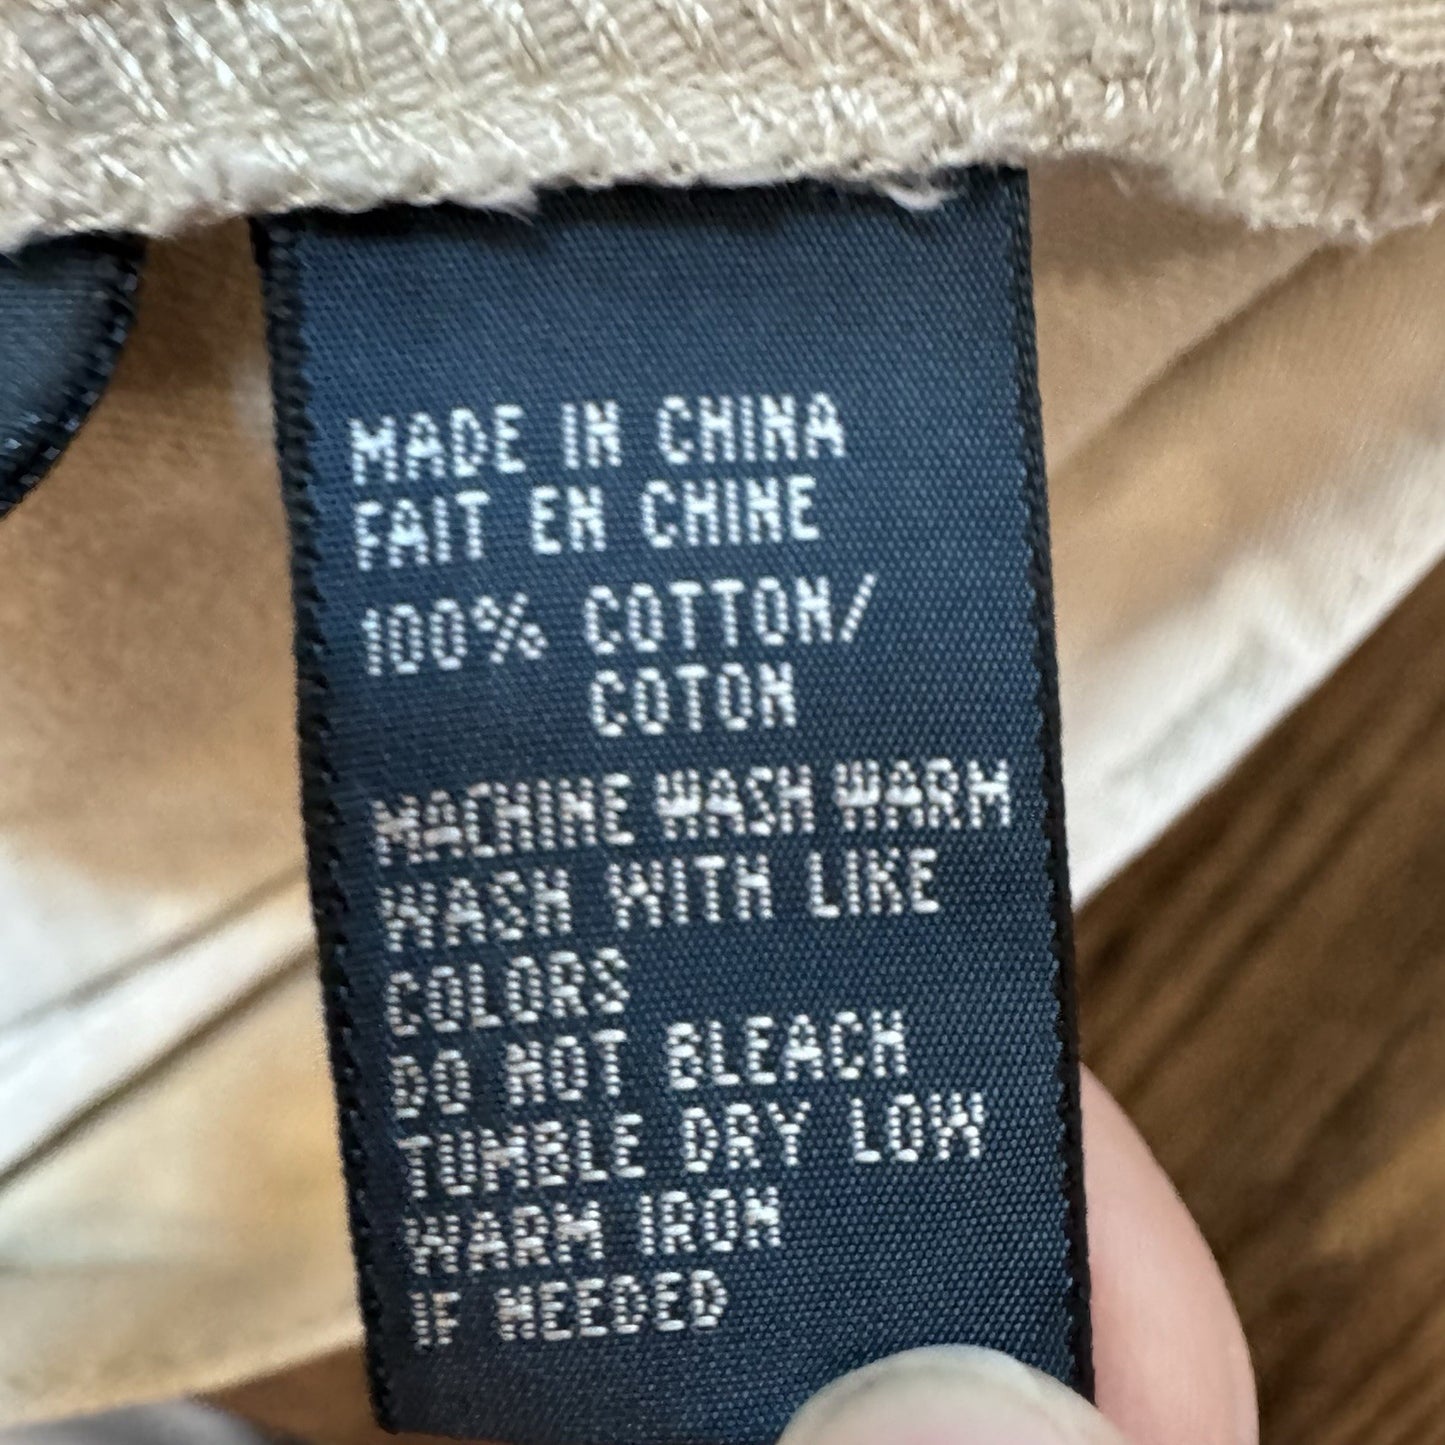 MADE IN CHINA
FAIT EN CHINE
100% COTTON/
COTON
MACHINE WASH WARM
WASH WITH LIKE
COLORS
DO NOT BLEACH
TUMBLE DRY LOW
WARM IRON
IF NEEDED